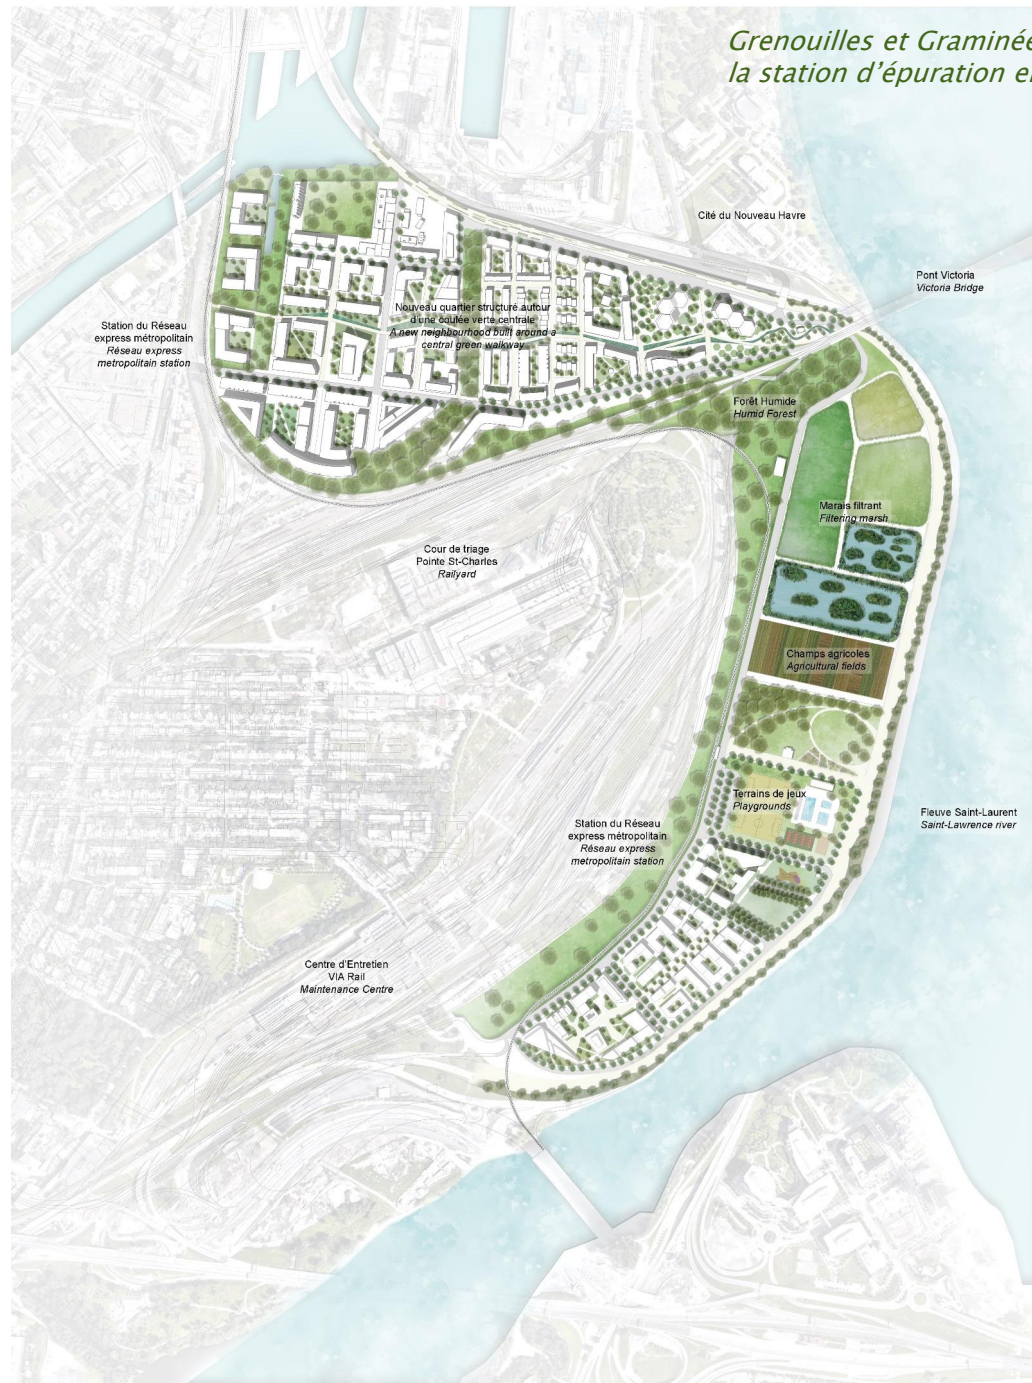 Grenouilles et Graminée
la station d'épuration e
Cité du Nouveau Havre
Pont Victoria
Victoria Bridge
Nouveau quartier structuré autour
d'une coulée verte centrale
A new neighbourhood built around a
central green walkway
Station du Réseau
express métropolitain
Réseau express
metropolitain station
Forêt Humide
Humid Forest
Marais filtrant
Filtering marsh
Cour de triage
Pointe St-Charles
Railyard
Champs agricoles
Agricultural fields
Terrains de jeux
Playgrounds
Fleuve Saint-Laurent
Saint-Lawrence river
Station du Réseau
express métropolitain
Réseau express
metropolitain station
Centre d'Entretien
VIA Rail
Maintenance Centre